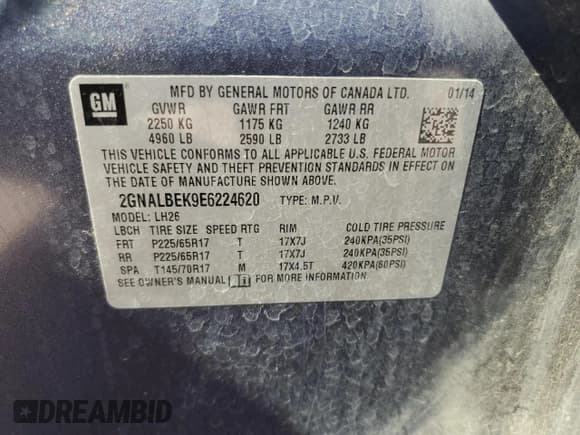 GM
MFD BY GENERAL MOTORS OF CANADA LTD. 01/14
GVWR GAWR FRT GAWR RR
2250 KG 1175 KG 1240 KG
4960 LB 2590 LB 2733 LB
THIS VEHICLE CONFORMS TO ALL APPLICABLE U.S. FEDERAL MOTOR
VEHICLE SAFETY AND THEFT PREVENTION STANDARDS IN EFFECT ON
THE DATE OF MANUFACTURE SHOWN ABOVE.
2GNALBEK9E6224620 TYPE: M.P.V.
MODEL: LH26
LBCH TIRE SIZE SPEED RTG RIM COLD TIRE PRESSURE
FRT P225/65R17 T 17X7J 240KPA(35PSI)
RR P225/65R17 T 17X7J 240KPA(35PSI)
SPA T145/70R17 M 17X4.5T 420KPA(60PSI)
SEE OWNER'S MANUAL FOR MORE INFORMATION.
DREAMBID